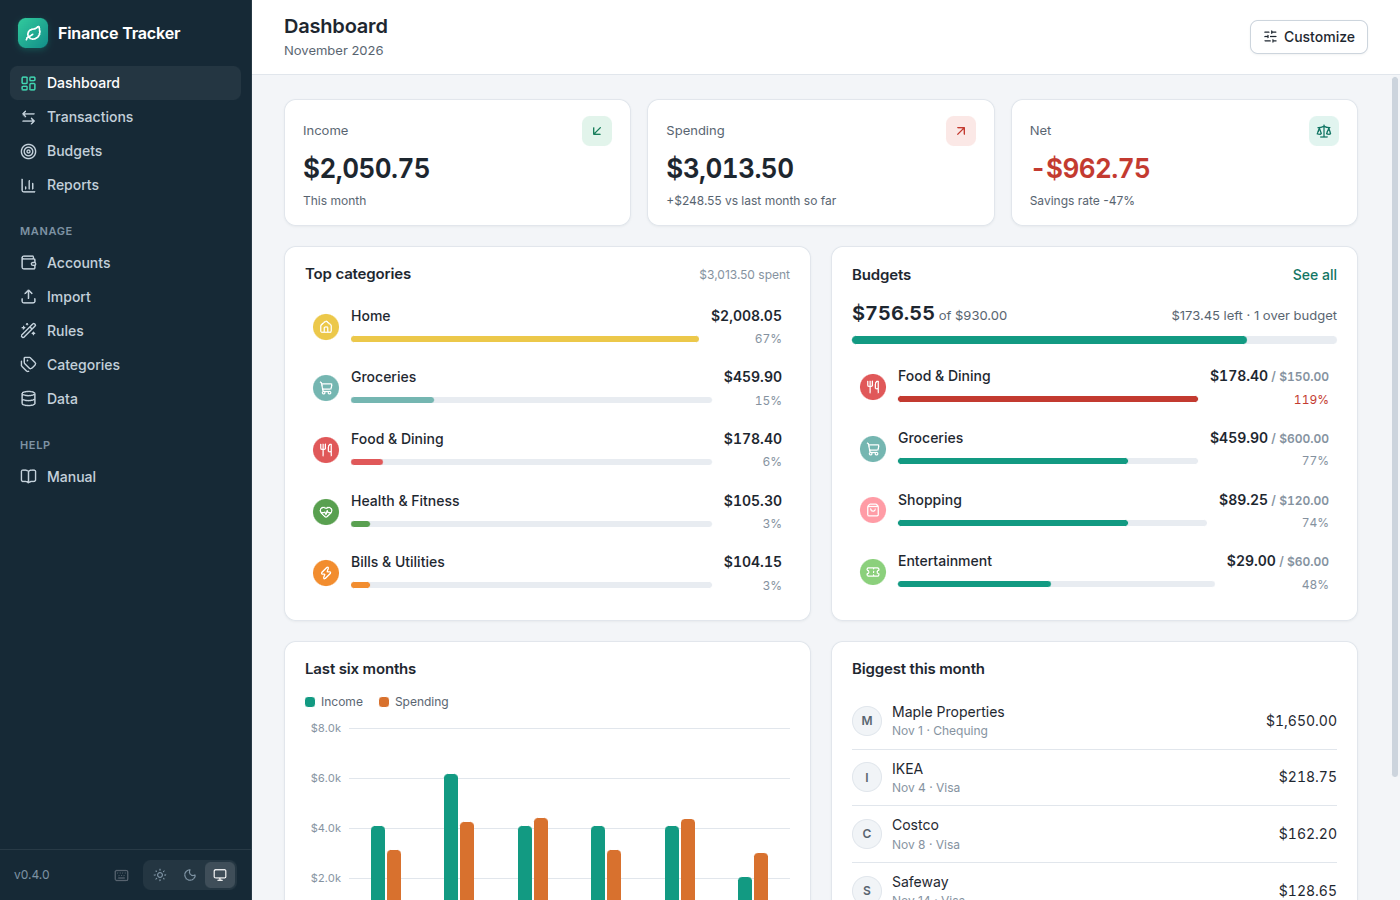 Finance Tracker
Dashboard
Transactions
Budgets
Reports
MANAGE
Accounts
Import
Rules
Categories
Data
HELP
Manual
v0.4.0
Dashboard
November 2026
Customize
Income
$2,050.75
This month
Spending
$3,013.50
+$248.55 vs last month so far
Net
-$962.75
Savings rate -47%
Top categories
$3,013.50 spent
Home
$2,008.05
67%
Groceries
$459.90
15%
Food & Dining
$178.40
6%
Health & Fitness
$105.30
3%
Bills & Utilities
$104.15
3%
Budgets
See all
$756.55 of $930.00
$173.45 left · 1 over budget
Food & Dining
$178.40 / $150.00
119%
Groceries
$459.90 / $600.00
77%
Shopping
$89.25 / $120.00
74%
Entertainment
$29.00 / $60.00
48%
Last six months
Income
Spending
$8.0k
$6.0k
$4.0k
$2.0k
Biggest this month
M
Maple Properties
Nov 1 · Chequing
$1,650.00
I
IKEA
Nov 4 · Visa
$218.75
C
Costco
Nov 8 · Visa
$162.20
S
Safeway
Nov 14 · Visa
$128.65